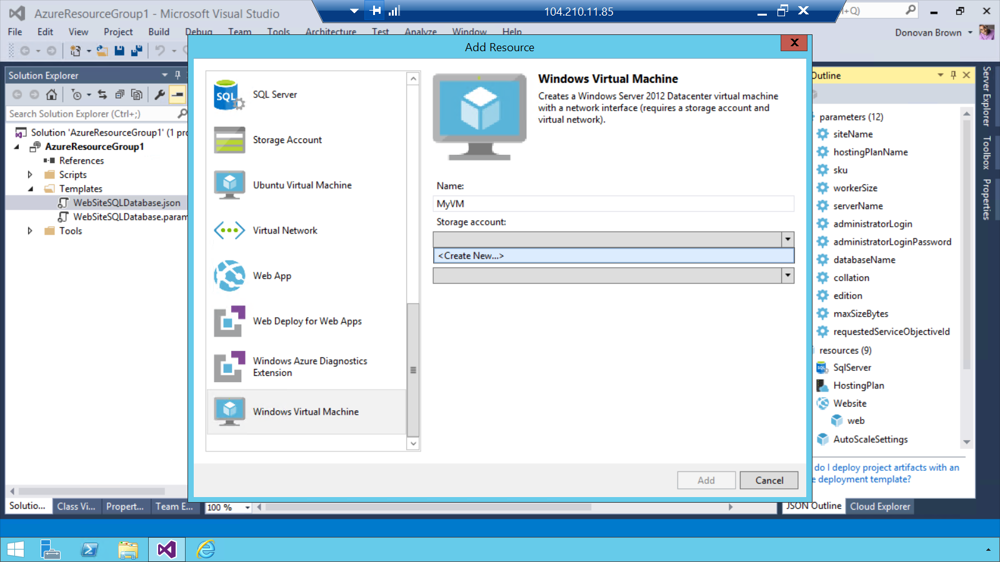 AzureResourceGroup1 - Microsoft Visual Studio
104.210.11.85
+Q)
File Edit View Project Build Debug Team Tools Architecture Test Analyze Window Help
Donovan Brown
Add Resource
X
Solution Explorer
Search Solution Explorer (Ctrl+;)
Solution 'AzureResourceGroup1' (1 pro
AzureResourceGroup1
References
Scripts
Templates
WebSiteSQLDatabase.json
WebSiteSQLDatabase.param
Tools
SQL
SQL Server
Storage Account
Ubuntu Virtual Machine
Virtual Network
Web App
Web Deploy for Web Apps
Windows Azure Diagnostics
Extension
Windows Virtual Machine
Windows Virtual Machine
Creates a Windows Server 2012 Datacenter virtual machine
with a network interface (requires a storage account and
virtual network).
Name:
MyVM
Storage account:
<Create New...>
Add
Cancel
Outline
parameters (12)
siteName
hostingPlanName
sku
workerSize
serverName
administratorLogin
administratorLoginPassword
databaseName
collation
edition
maxSizeBytes
requestedServiceObjectiveId
resources (9)
SQL
SqlServer
HostingPlan
Website
web
AutoScaleSettings
do I deploy project artifacts with an
e deployment template?
Server Explorer
Toolbox
Properties
Solutio... Class Vi... Propert... Team E...
100 %
JSON Outline Cloud Explorer